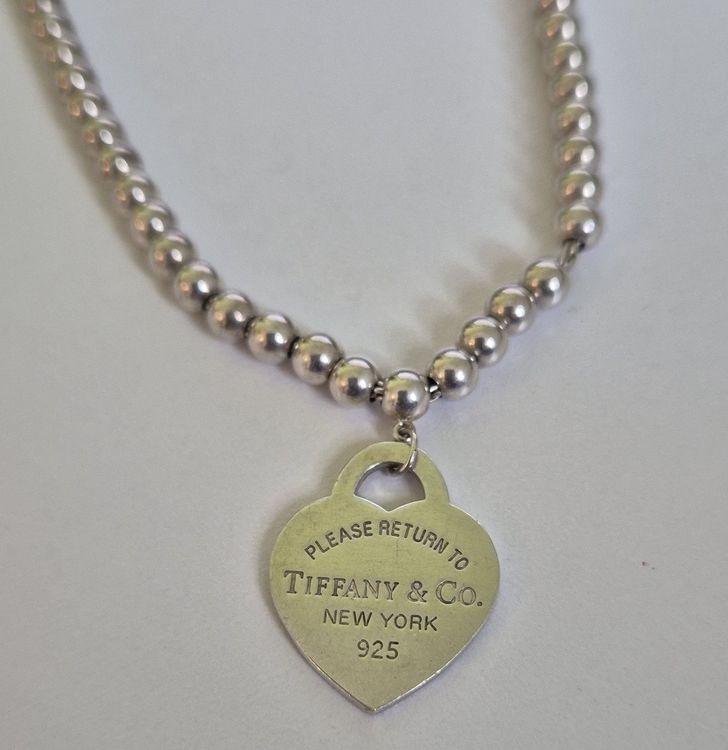 PLEASE RETURN TO
TIFFANY & CO.
NEW YORK
925